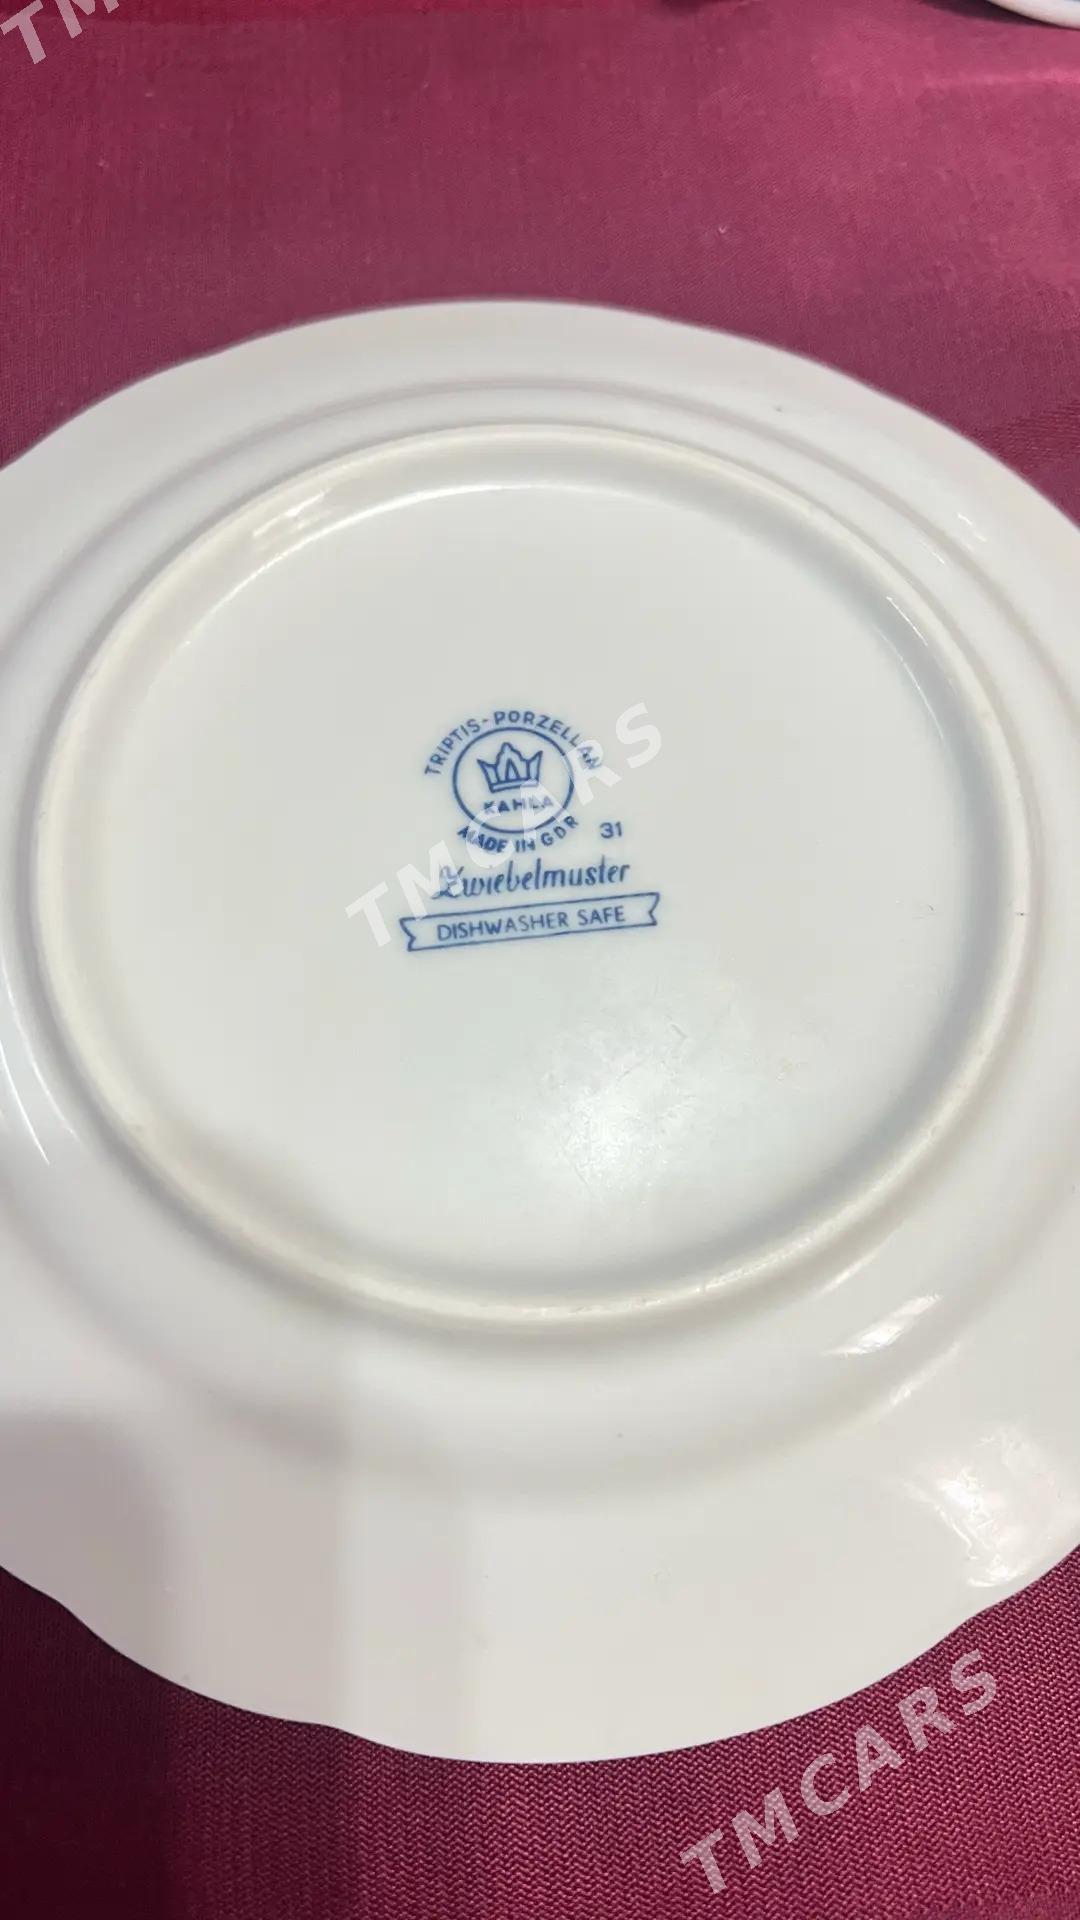 TMCARS
TRIPTIS-PORZELLAN
KAHLA
MADE IN GDR 31
Zwiebelmuster
DISHWASHER SAFE
TMCARS
TMCARS